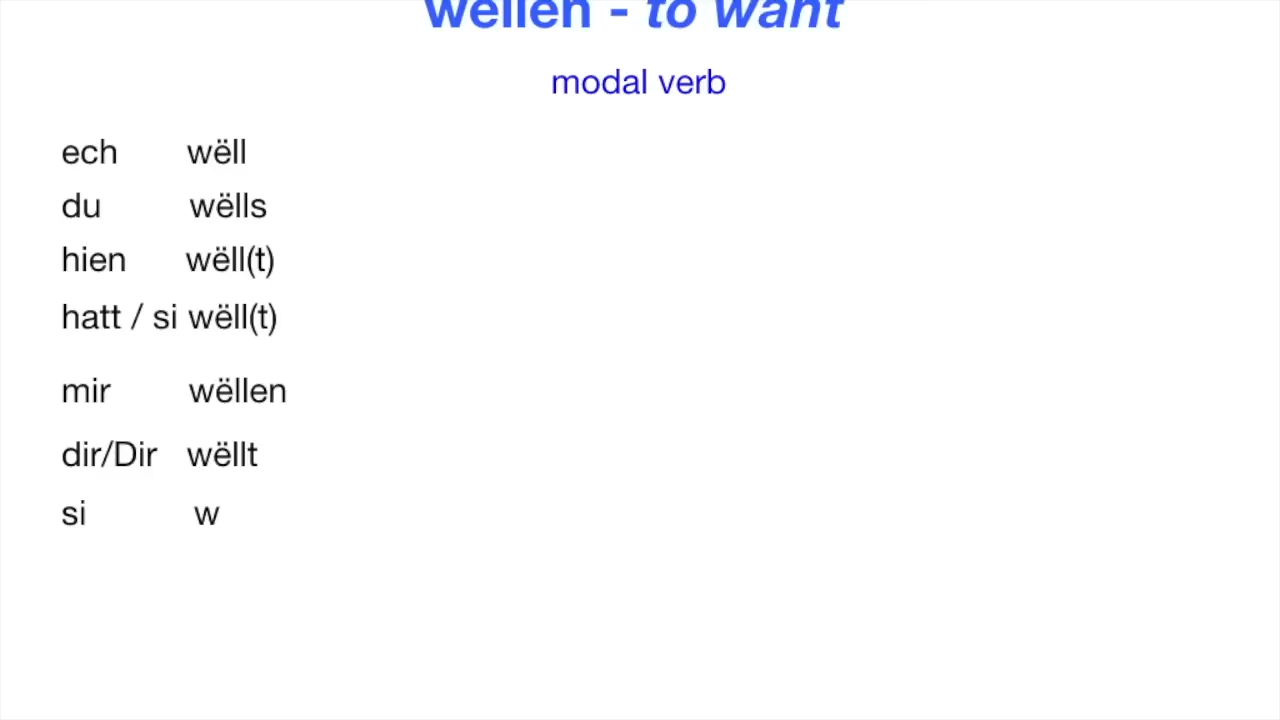 wëllen - to want
modal verb
ech wëll
du wëlls
hien wëll(t)
hatt / si wëll(t)
mir wëllen
dir/Dir wëllt
si w